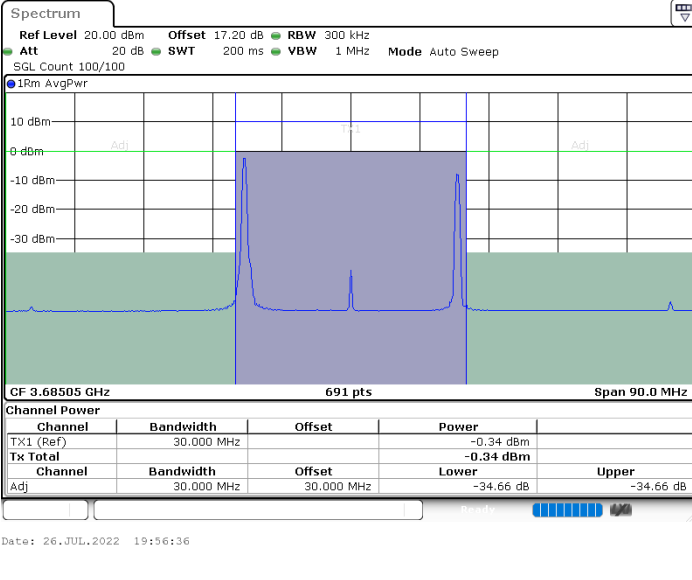 Spectrum
Ref Level 20.00 dBm Offset 17.20 dB RBW 300 kHz
Att 20 dB SWT 200 ms VBW 1 MHz Mode Auto Sweep
SGL Count 100/100
1Rm AvgPwr
10 dBm
TX1
Adj Adj
0 dBm
-10 dBm
-20 dBm
-30 dBm
CF 3.68505 GHz 691 pts Span 90.0 MHz
Channel Power
Channel Bandwidth Offset Power
TX1 (Ref) 30.000 MHz -0.34 dBm
Tx Total -0.34 dBm
Channel Bandwidth Offset Lower Upper
Adj 30.000 MHz 30.000 MHz -34.66 dB -34.66 dB
Ready
Date: 26.JUL.2022 19:56:36